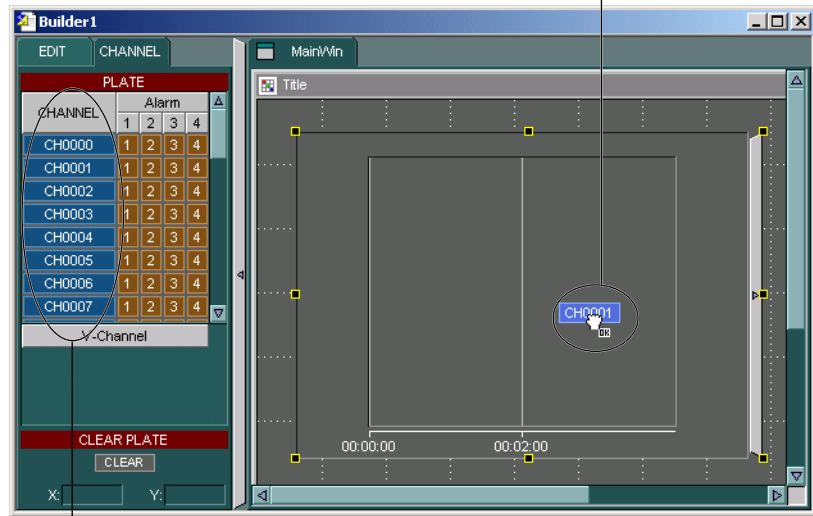 Builder1
EDIT CHANNEL
MainWin
PLATE
Title
CHANNEL Alarm
1 2 3 4
CH0000 1 2 3 4
CH0001 1 2 3 4
CH0002 1 2 3 4
CH0003 1 2 3 4
CH0004 1 2 3 4
CH0005 1 2 3 4
CH0006 1 2 3 4
CH0007 1 2 3 4
CH0001
OK
V-Channel
CLEAR PLATE
00:00:00 00:02:00
CLEAR
X: Y: